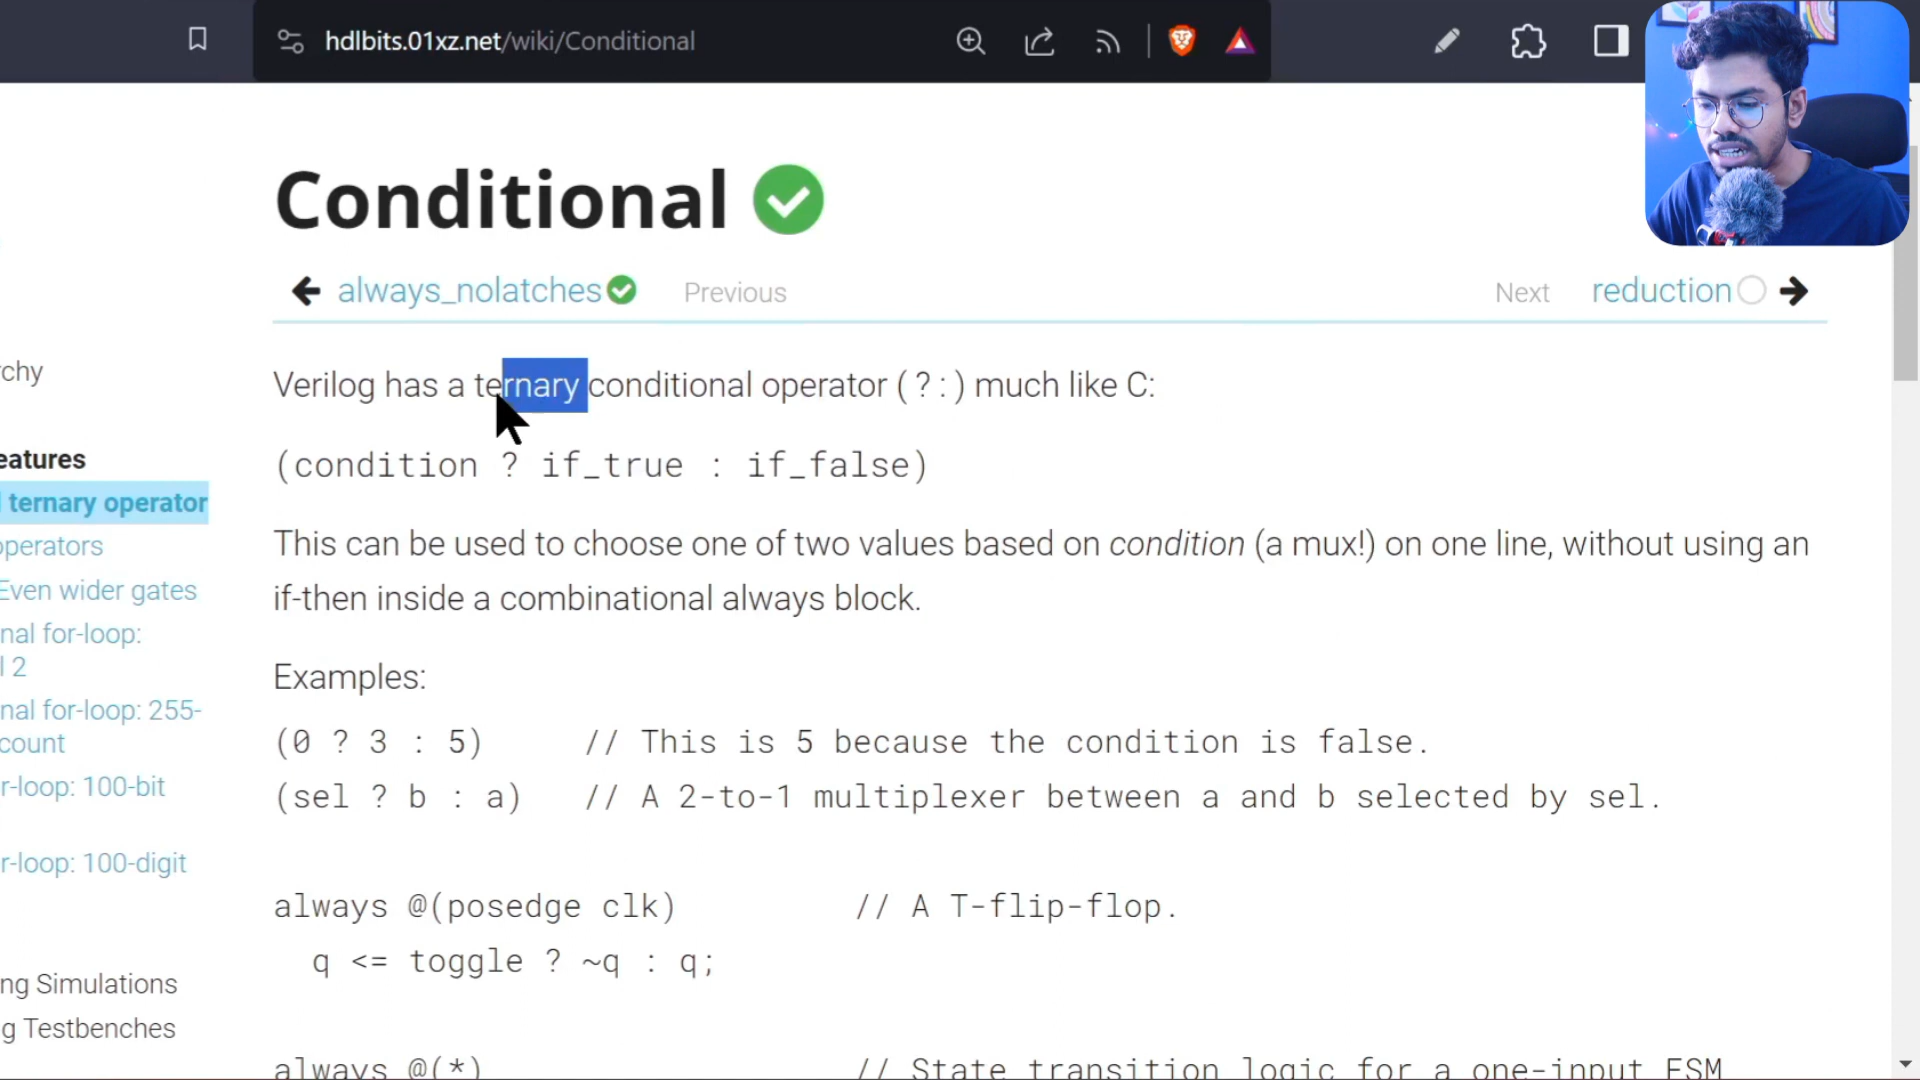 hdlbits.01xz.net/wiki/Conditional
Conditional
always_nolatches Previous
Next reduction
Verilog has a ternary conditional operator ( ? : ) much like C:
(condition ? if_true : if_false)
This can be used to choose one of two values based on condition (a mux!) on one line, without using an
if-then inside a combinational always block.
Examples:
(0 ? 3 : 5) // This is 5 because the condition is false.
(sel ? b : a) // A 2-to-1 multiplexer between a and b selected by sel.
always @(posedge clk) // A T-flip-flop.
q <= toggle ? ~q : q;
always @(*) // State transition logic for a one-input FSM
rchy
eatures
ternary operator
operators
Even wider gates
nal for-loop:
l 2
nal for-loop: 255-
count
r-loop: 100-bit
r-loop: 100-digit
ng Simulations
g Testbenches